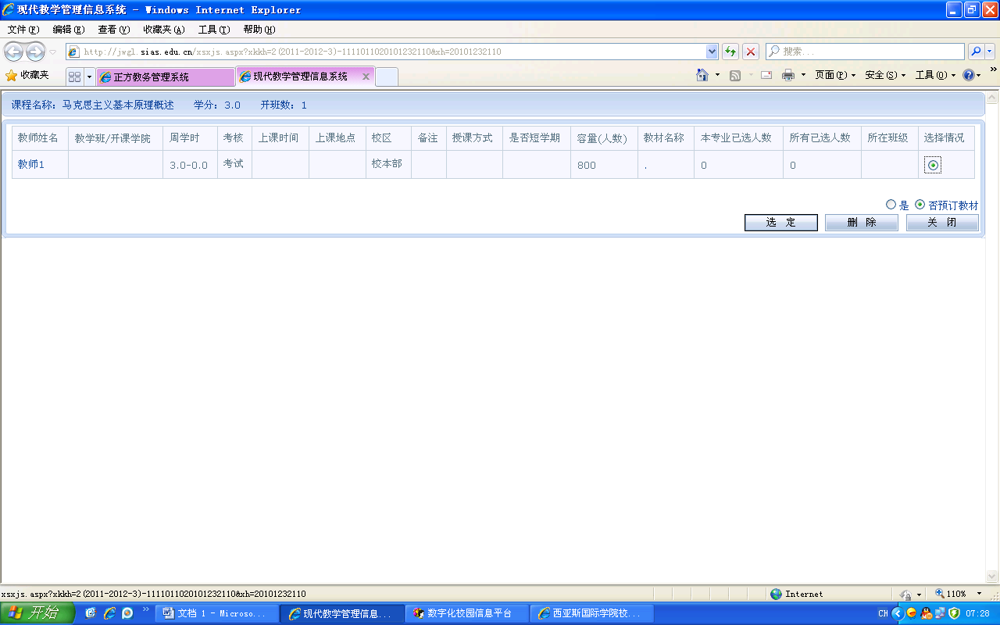 现代教学管理信息系统 - Windows Internet Explorer
文件(F) 编辑(E) 查看(V) 收藏夹(A) 工具(T) 帮助(H)
http://jwgl.sias.edu.cn/xsxjs.aspx?xkkh=2(2011-2012-3)-1111011020101232110&xh=20101232110 搜索...
收藏夹 正方教务管理系统 现代教学管理信息系统 页面(P) 安全(S) 工具(O)
课程名称：马克思主义基本原理概述 学分：3.0 开班数：1
教师姓名 教学班/开课学院 周学时 考核 上课时间 上课地点 校区 备注 授课方式 是否短学期 容量(人数) 教材名称 本专业已选人数 所有已选人数 所在班级 选择情况
教师1 3.0-0.0 考试 校本部 800 . 0 0
是 否预订教材
选 定 删 除 关 闭
xsxjs.aspx?xkkh=2(2011-2012-3)-1111011020101232110&xh=20101232110 Internet 110%
开始 文档 1 - Microso... 现代教学管理信息... 数字化校园信息平台 西亚斯国际学院校... CH 07:28